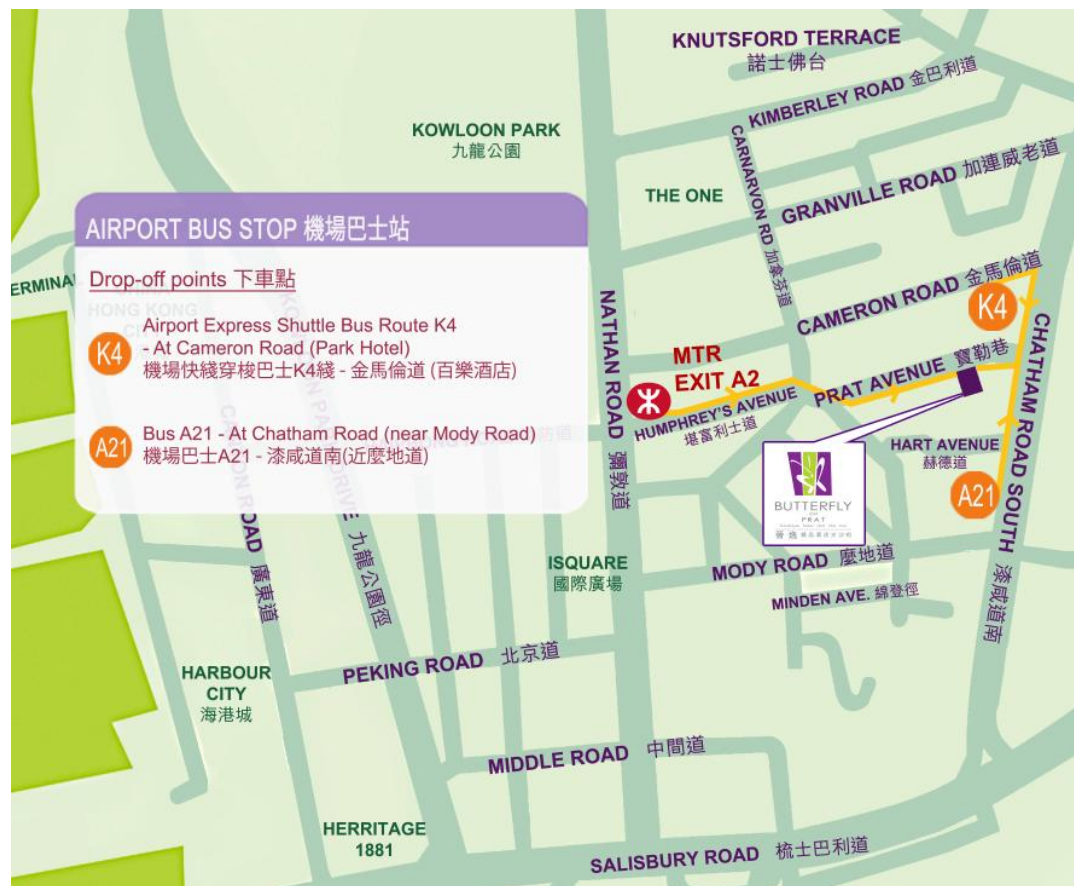 KNUTSFORD TERRACE
諾士佛台
KIMBERLEY ROAD 金巴利道
KOWLOON PARK
九龍公園
CARNARVON RD 加拿芬道
THE ONE
GRANVILLE ROAD 加連威老道
AIRPORT BUS STOP 機場巴士站
Drop-off points 下車點
K4
Airport Express Shuttle Bus Route K4
- At Cameron Road (Park Hotel)
機場快綫穿梭巴士K4綫 - 金馬倫道 (百樂酒店)
A21
Bus A21 - At Chatham Road (near Mody Road)
機場巴士A21 - 漆咸道南(近麼地道)
ERMINA
HONG KONG
CAMERON ROAD 金馬倫道
K4
NATHAN ROAD 彌敦道
MTR
EXIT A2
HUMPHREY'S AVENUE
堪富利士道
PRAT AVENUE 寶勒巷
CHATHAM ROAD SOUTH 漆咸道南
HART AVENUE
赫德道
A21
BUTTERFLY
PRAT
ROAD 廣東道
DRIVE 九龍公園徑
ISQUARE
國際廣場
MODY ROAD 麼地道
MINDEN AVE. 綿登徑
PEKING ROAD 北京道
HARBOUR
CITY
海港城
MIDDLE ROAD 中間道
HERRITAGE
1881
SALISBURY ROAD 梳士巴利道